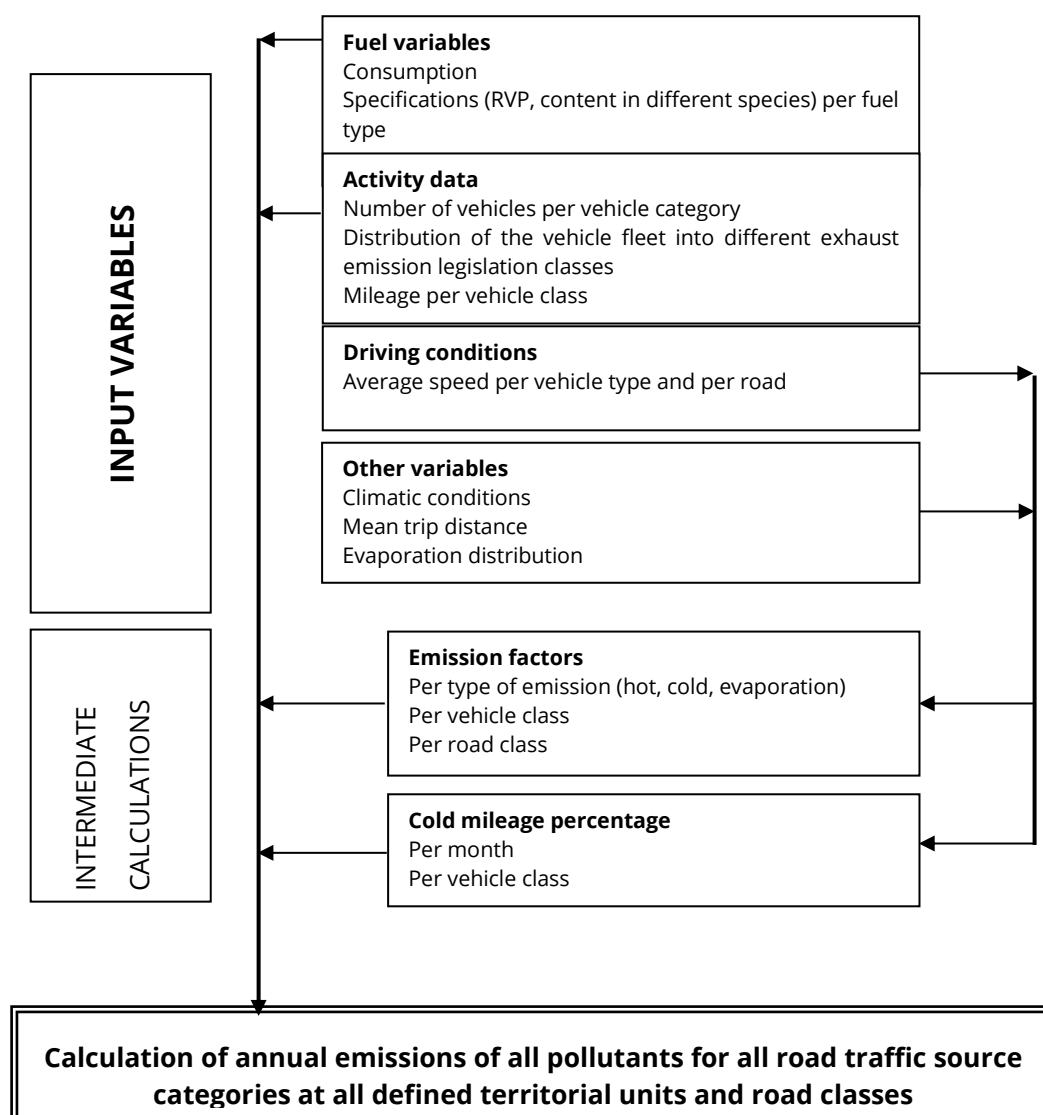 Fuel variables
Consumption
Specifications (RVP, content in different species) per fuel
type
INPUT VARIABLES
Activity data
Number of vehicles per vehicle category
Distribution of the vehicle fleet into different exhaust
emission legislation classes
Mileage per vehicle class
Driving conditions
Average speed per vehicle type and per road
Other variables
Climatic conditions
Mean trip distance
Evaporation distribution
INTERMEDIATE
CALCULATIONS
Emission factors
Per type of emission (hot, cold, evaporation)
Per vehicle class
Per road class
Cold mileage percentage
Per month
Per vehicle class
Calculation of annual emissions of all pollutants for all road traffic source
categories at all defined territorial units and road classes